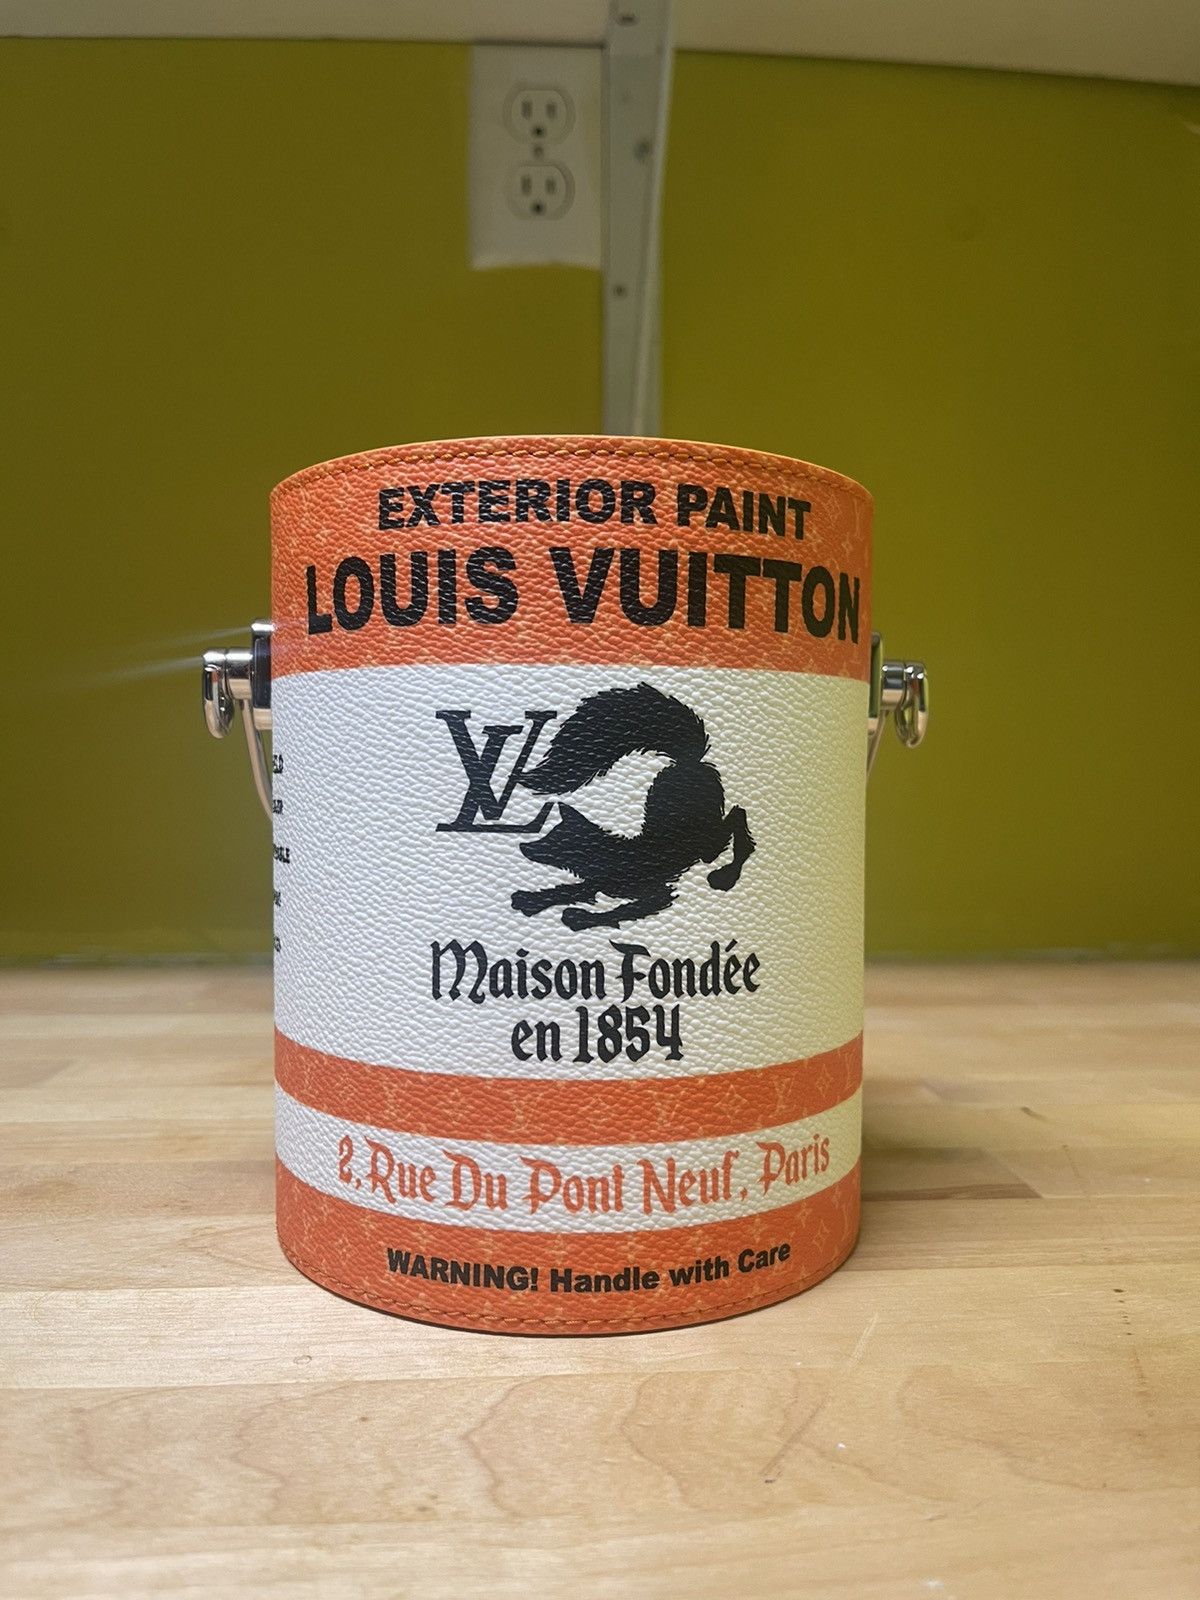 EXTERIOR PAINT
LOUIS VUITTON
LV
Maison Fondée
en 1854
2, Rue Du Pont Neuf, Paris
WARNING! Handle with Care